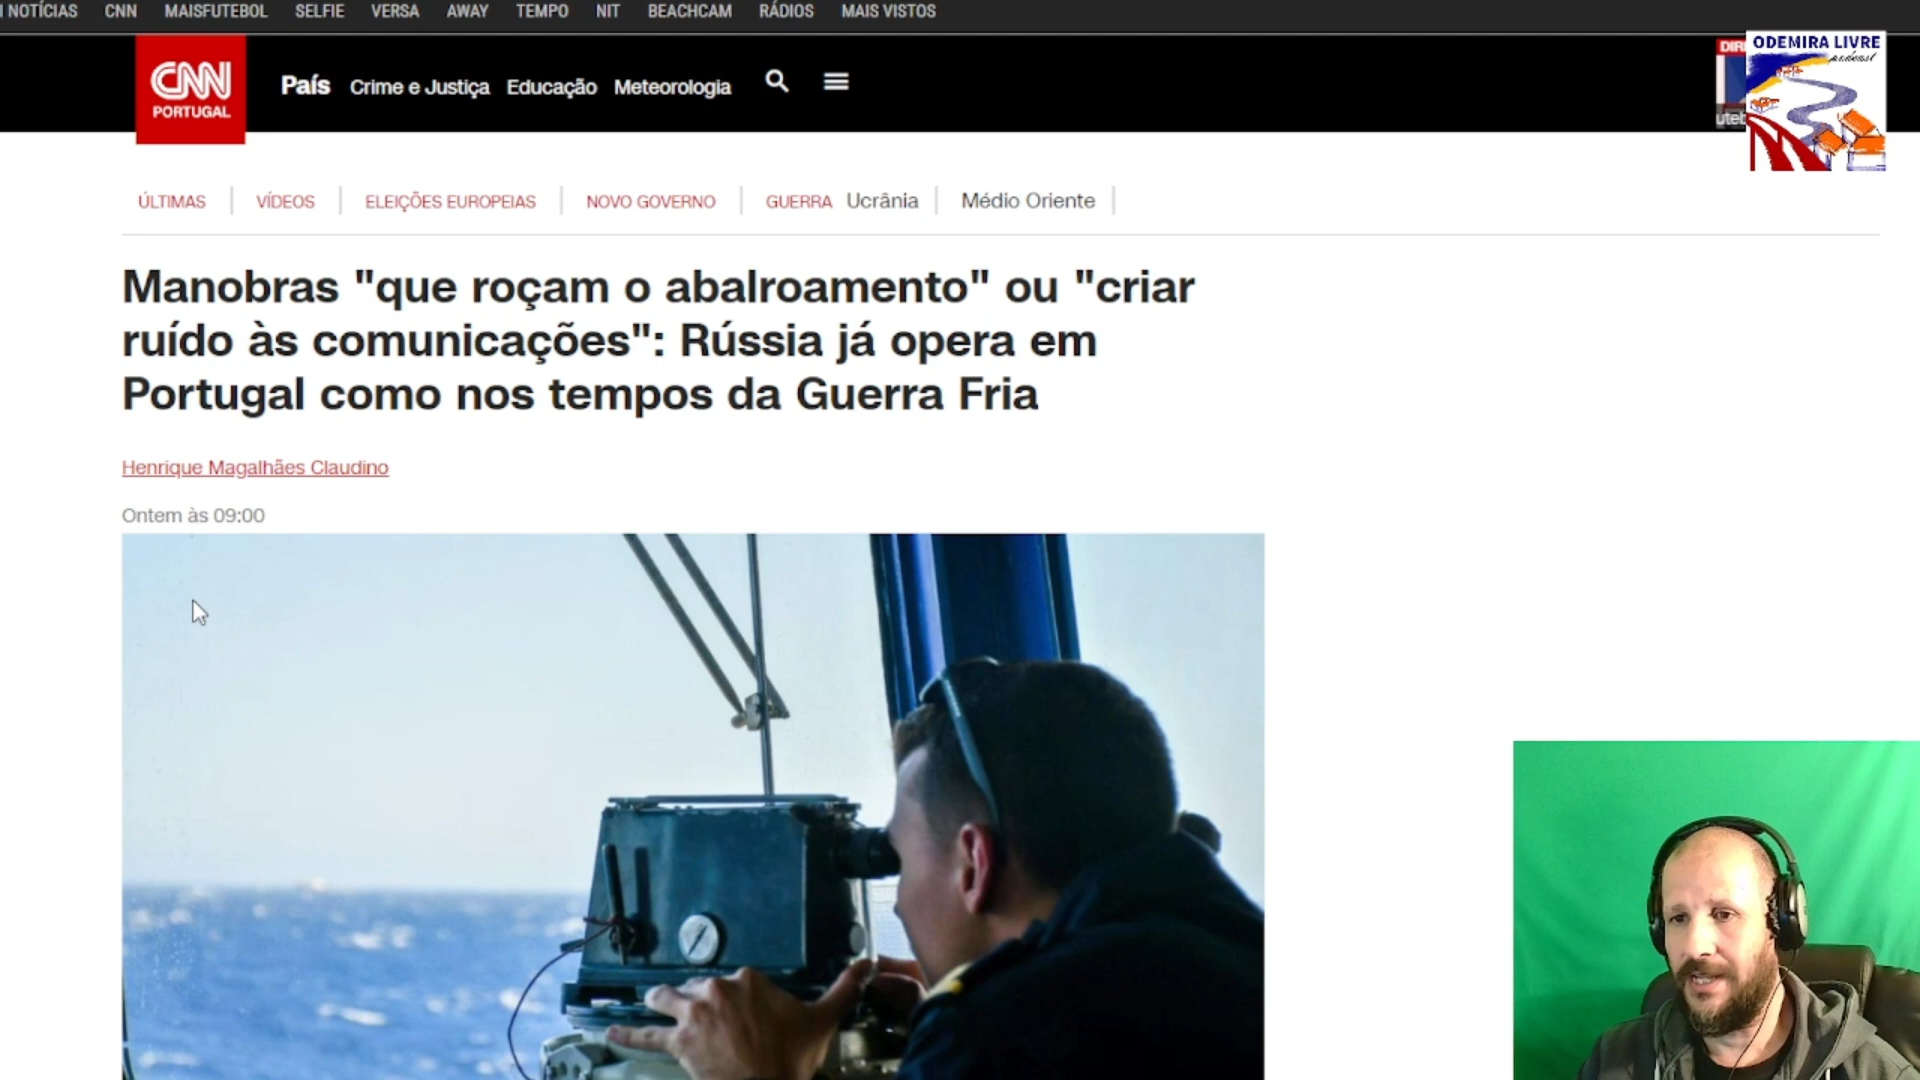 NOTÍCIAS CNN MAISFUTEBOL SELFIE VERSA AWAY TEMPO NIT BEACHCAM RÁDIOS MAIS VISTOS
CNN
PORTUGAL
País Crime e Justiça Educação Meteorologia
ODEMIRA LIVRE
podcast
ÚLTIMAS VÍDEOS ELEIÇÕES EUROPEIAS NOVO GOVERNO GUERRA Ucrânia Médio Oriente
Manobras "que roçam o abalroamento" ou "criar
ruído às comunicações": Rússia já opera em
Portugal como nos tempos da Guerra Fria
Henrique Magalhães Claudino
Ontem às 09:00